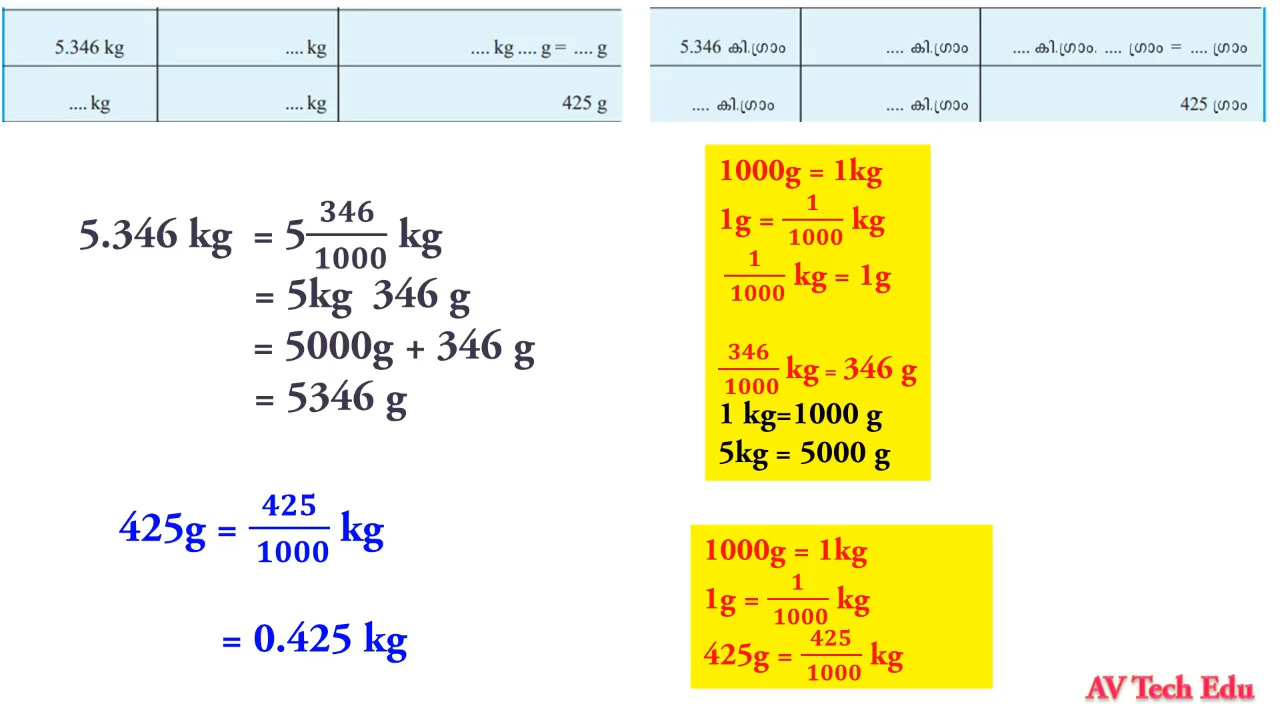 5.346 kg .... kg .... kg .... g = .... g
.... kg .... kg 425 g
5.346 കി.ഗ്രാം .... കി.ഗ്രാം .... കി.ഗ്രാം. .... ഗ്രാം = .... ഗ്രാം
.... കി.ഗ്രാം .... കി.ഗ്രാം 425 ഗ്രാം
5.346 kg = 5 346/1000 kg
= 5kg 346 g
= 5000g + 346 g
= 5346 g
425g = 425/1000 kg
= 0.425 kg
1000g = 1kg
1g = 1/1000 kg
1/1000 kg = 1g
346/1000 kg = 346 g
1 kg=1000 g
5kg = 5000 g
1000g = 1kg
1g = 1/1000 kg
425g = 425/1000 kg
AV Tech Edu